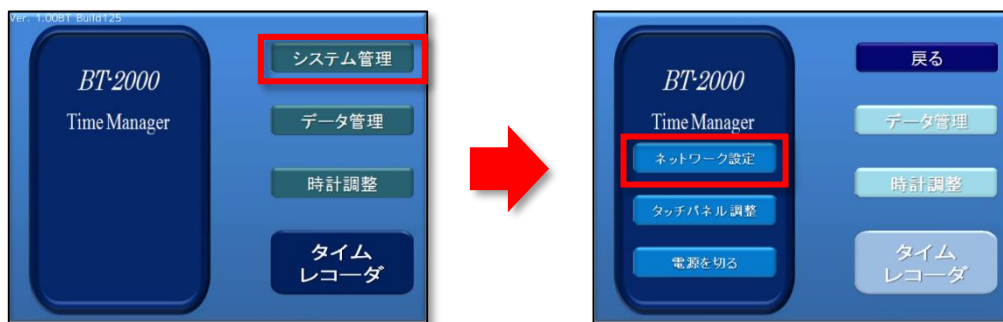 Ver. 1.00BT Build125
BT-2000
Time Manager
システム管理
データ管理
時計調整
タイム
レコーダ
BT-2000
Time Manager
ネットワーク設定
タッチパネル調整
電源を切る
戻る
データ管理
時計調整
タイム
レコーダ